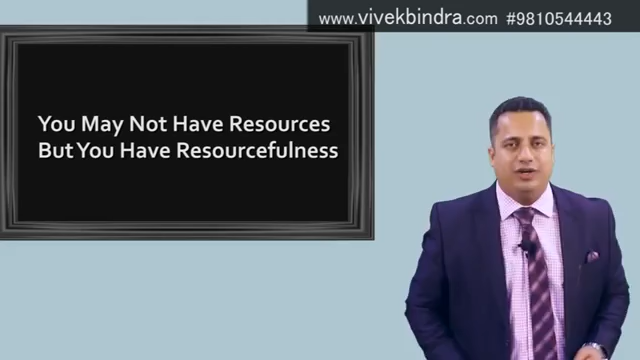 www.vivekbindra.com #9810544443
You May Not Have Resources
But You Have Resourcefulness